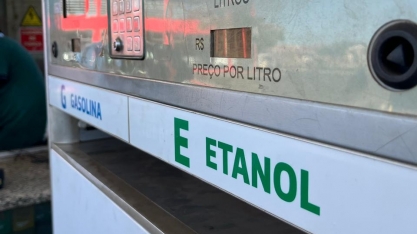 LITROS
R$
PREÇO POR LITRO
G GASOLINA
E ETANOL